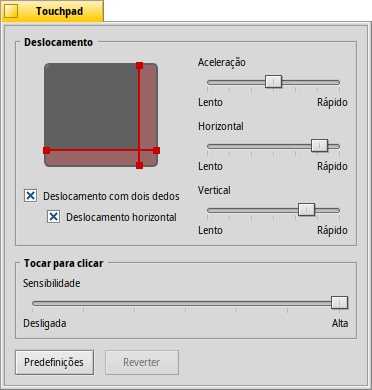 Touchpad
Deslocamento
Aceleração
Lento Rápido
Horizontal
Lento Rápido
Vertical
Lento Rápido
Deslocamento com dois dedos
Deslocamento horizontal
Tocar para clicar
Sensibilidade
Desligada Alta
Predefinições Reverter